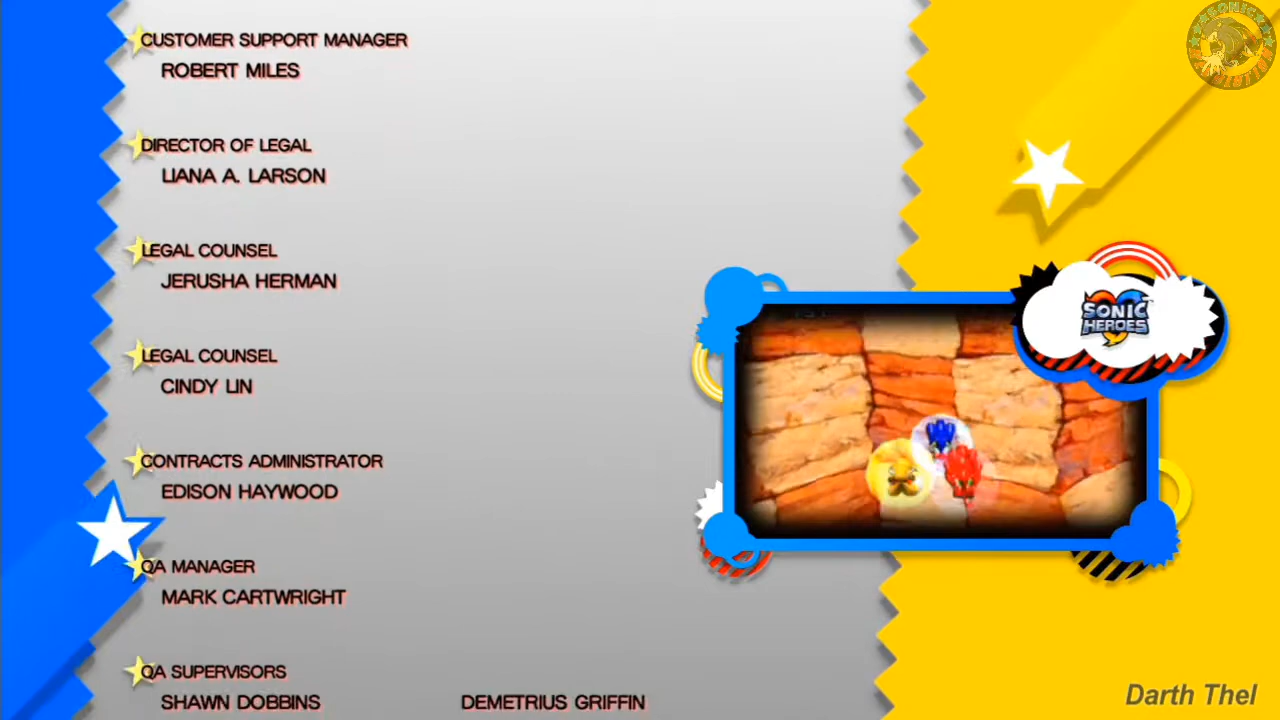 CUSTOMER SUPPORT MANAGER
ROBERT MILES
DIRECTOR OF LEGAL
LIANA A. LARSON
LEGAL COUNSEL
JERUSHA HERMAN
LEGAL COUNSEL
CINDY LIN
CONTRACTS ADMINISTRATOR
EDISON HAYWOOD
QA MANAGER
MARK CARTWRIGHT
QA SUPERVISORS
SHAWN DOBBINS DEMETRIUS GRIFFIN
SONIC
SONIC
HEROES
Darth Thel